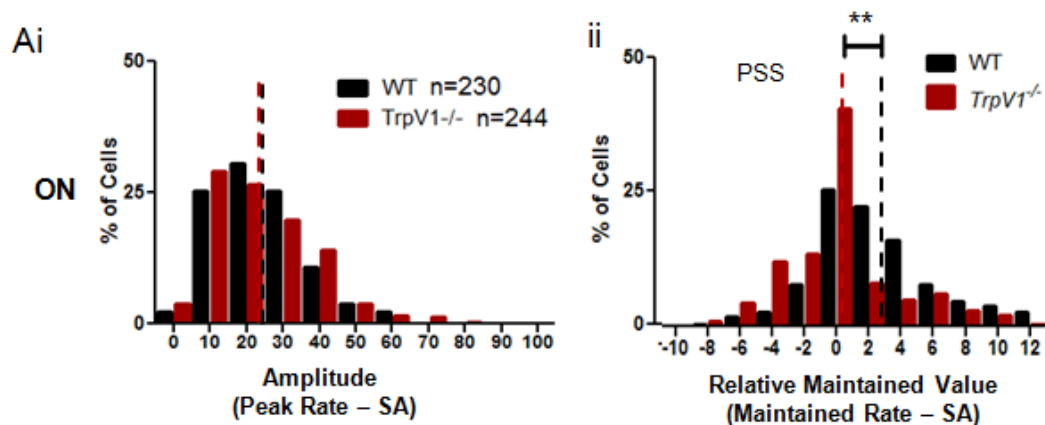 Ai
50
WT n=230
TrpV1-/- n=244
ON
% of Cells
25
0
0 10 20 30 40 50 60 70 80 90 100
Amplitude
(Peak Rate – SA)
ii
**
50
PSS
WT
TrpV1-/-
% of Cells
25
0
-10 -8 -6 -4 -2 0 2 4 6 8 10 12
Relative Maintained Value
(Maintained Rate – SA)